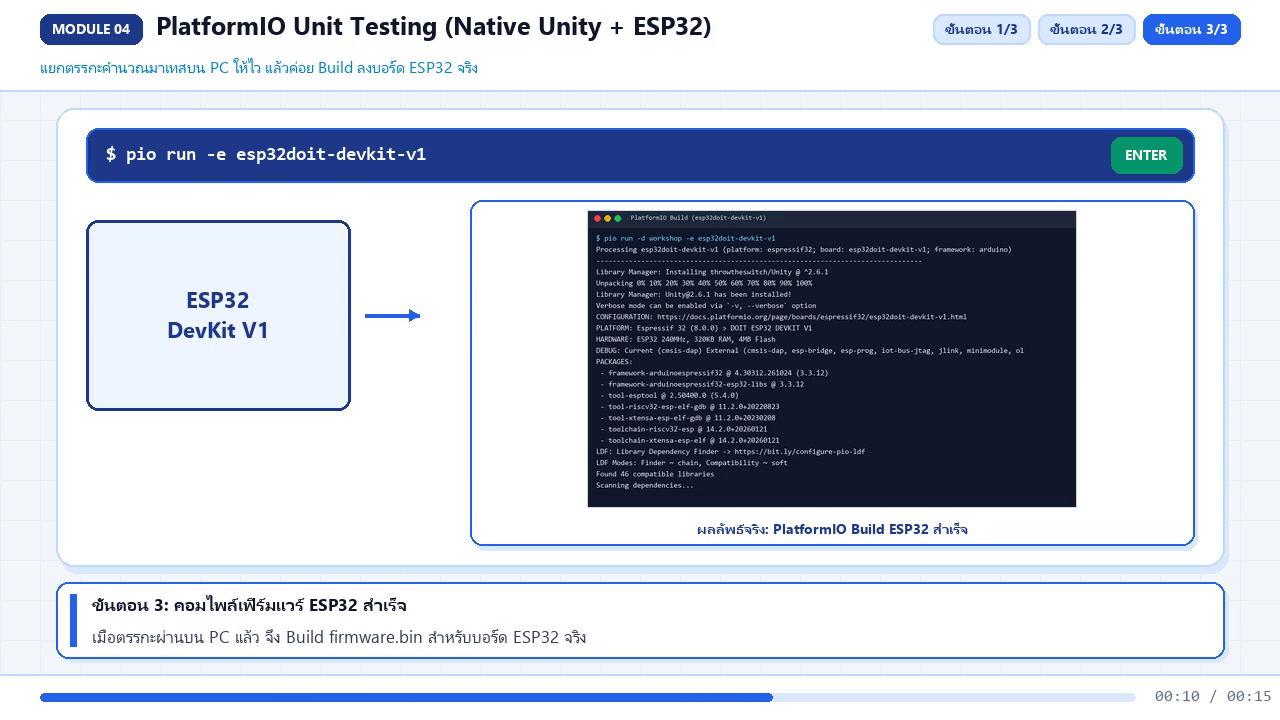 MODULE 04
PlatformIO Unit Testing (Native Unity + ESP32)
ขั้นตอน 1/3
ขั้นตอน 2/3
ขั้นตอน 3/3
แยกตรรกะคำนวณมาเทสบน PC ให้ไว แล้วค่อย Build ลงบอร์ด ESP32 จริง
$ pio run -e esp32doit-devkit-v1
ENTER
ESP32
DevKit V1
PlatformIO Build (esp32doit-devkit-v1)
$ pio run -d workshop -e esp32doit-devkit-v1
Processing esp32doit-devkit-v1 (platform: espressif32; board: esp32doit-devkit-v1; framework: arduino)
--------------------------------------------------------------------------------
Library Manager: Installing throwtheswitch/Unity @ ^2.6.1
Unpacking 0% 10% 20% 30% 40% 50% 60% 70% 80% 90% 100%
Library Manager: Unity@2.6.1 has been installed!
Verbose mode can be enabled via `-v, --verbose` option
CONFIGURATION: https://docs.platformio.org/page/boards/espressif32/esp32doit-devkit-v1.html
PLATFORM: Espressif 32 (8.0.0) > DOIT ESP32 DEVKIT V1
HARDWARE: ESP32 240MHz, 320KB RAM, 4MB Flash
DEBUG: Current (cmsis-dap) External (cmsis-dap, esp-bridge, esp-prog, iot-bus-jtag, jlink, minimodule, ol
PACKAGES:
- framework-arduinoespressif32 @ 4.30312.261024 (3.3.12)
- framework-arduinoespressif32-esp32-libs @ 3.3.12
- tool-esptool @ 2.50400.0 (5.4.0)
- tool-riscv32-esp-elf-gdb @ 11.2.0+20220823
- tool-xtensa-esp-elf-gdb @ 11.2.0+20230208
- toolchain-riscv32-esp @ 14.2.0+20260121
- toolchain-xtensa-esp-elf @ 14.2.0+20260121
LDF: Library Dependency Finder -> https://bit.ly/configure-pio-ldf
LDF Modes: Finder ~ chain, Compatibility ~ soft
Found 46 compatible libraries
Scanning dependencies...
ผลลัพธ์จริง: PlatformIO Build ESP32 สำเร็จ
ขั้นตอน 3: คอมไพล์เฟิร์มแวร์ ESP32 สำเร็จ
เมื่อตรรกะผ่านบน PC แล้ว จึง Build firmware.bin สำหรับบอร์ด ESP32 จริง
00:10 / 00:15